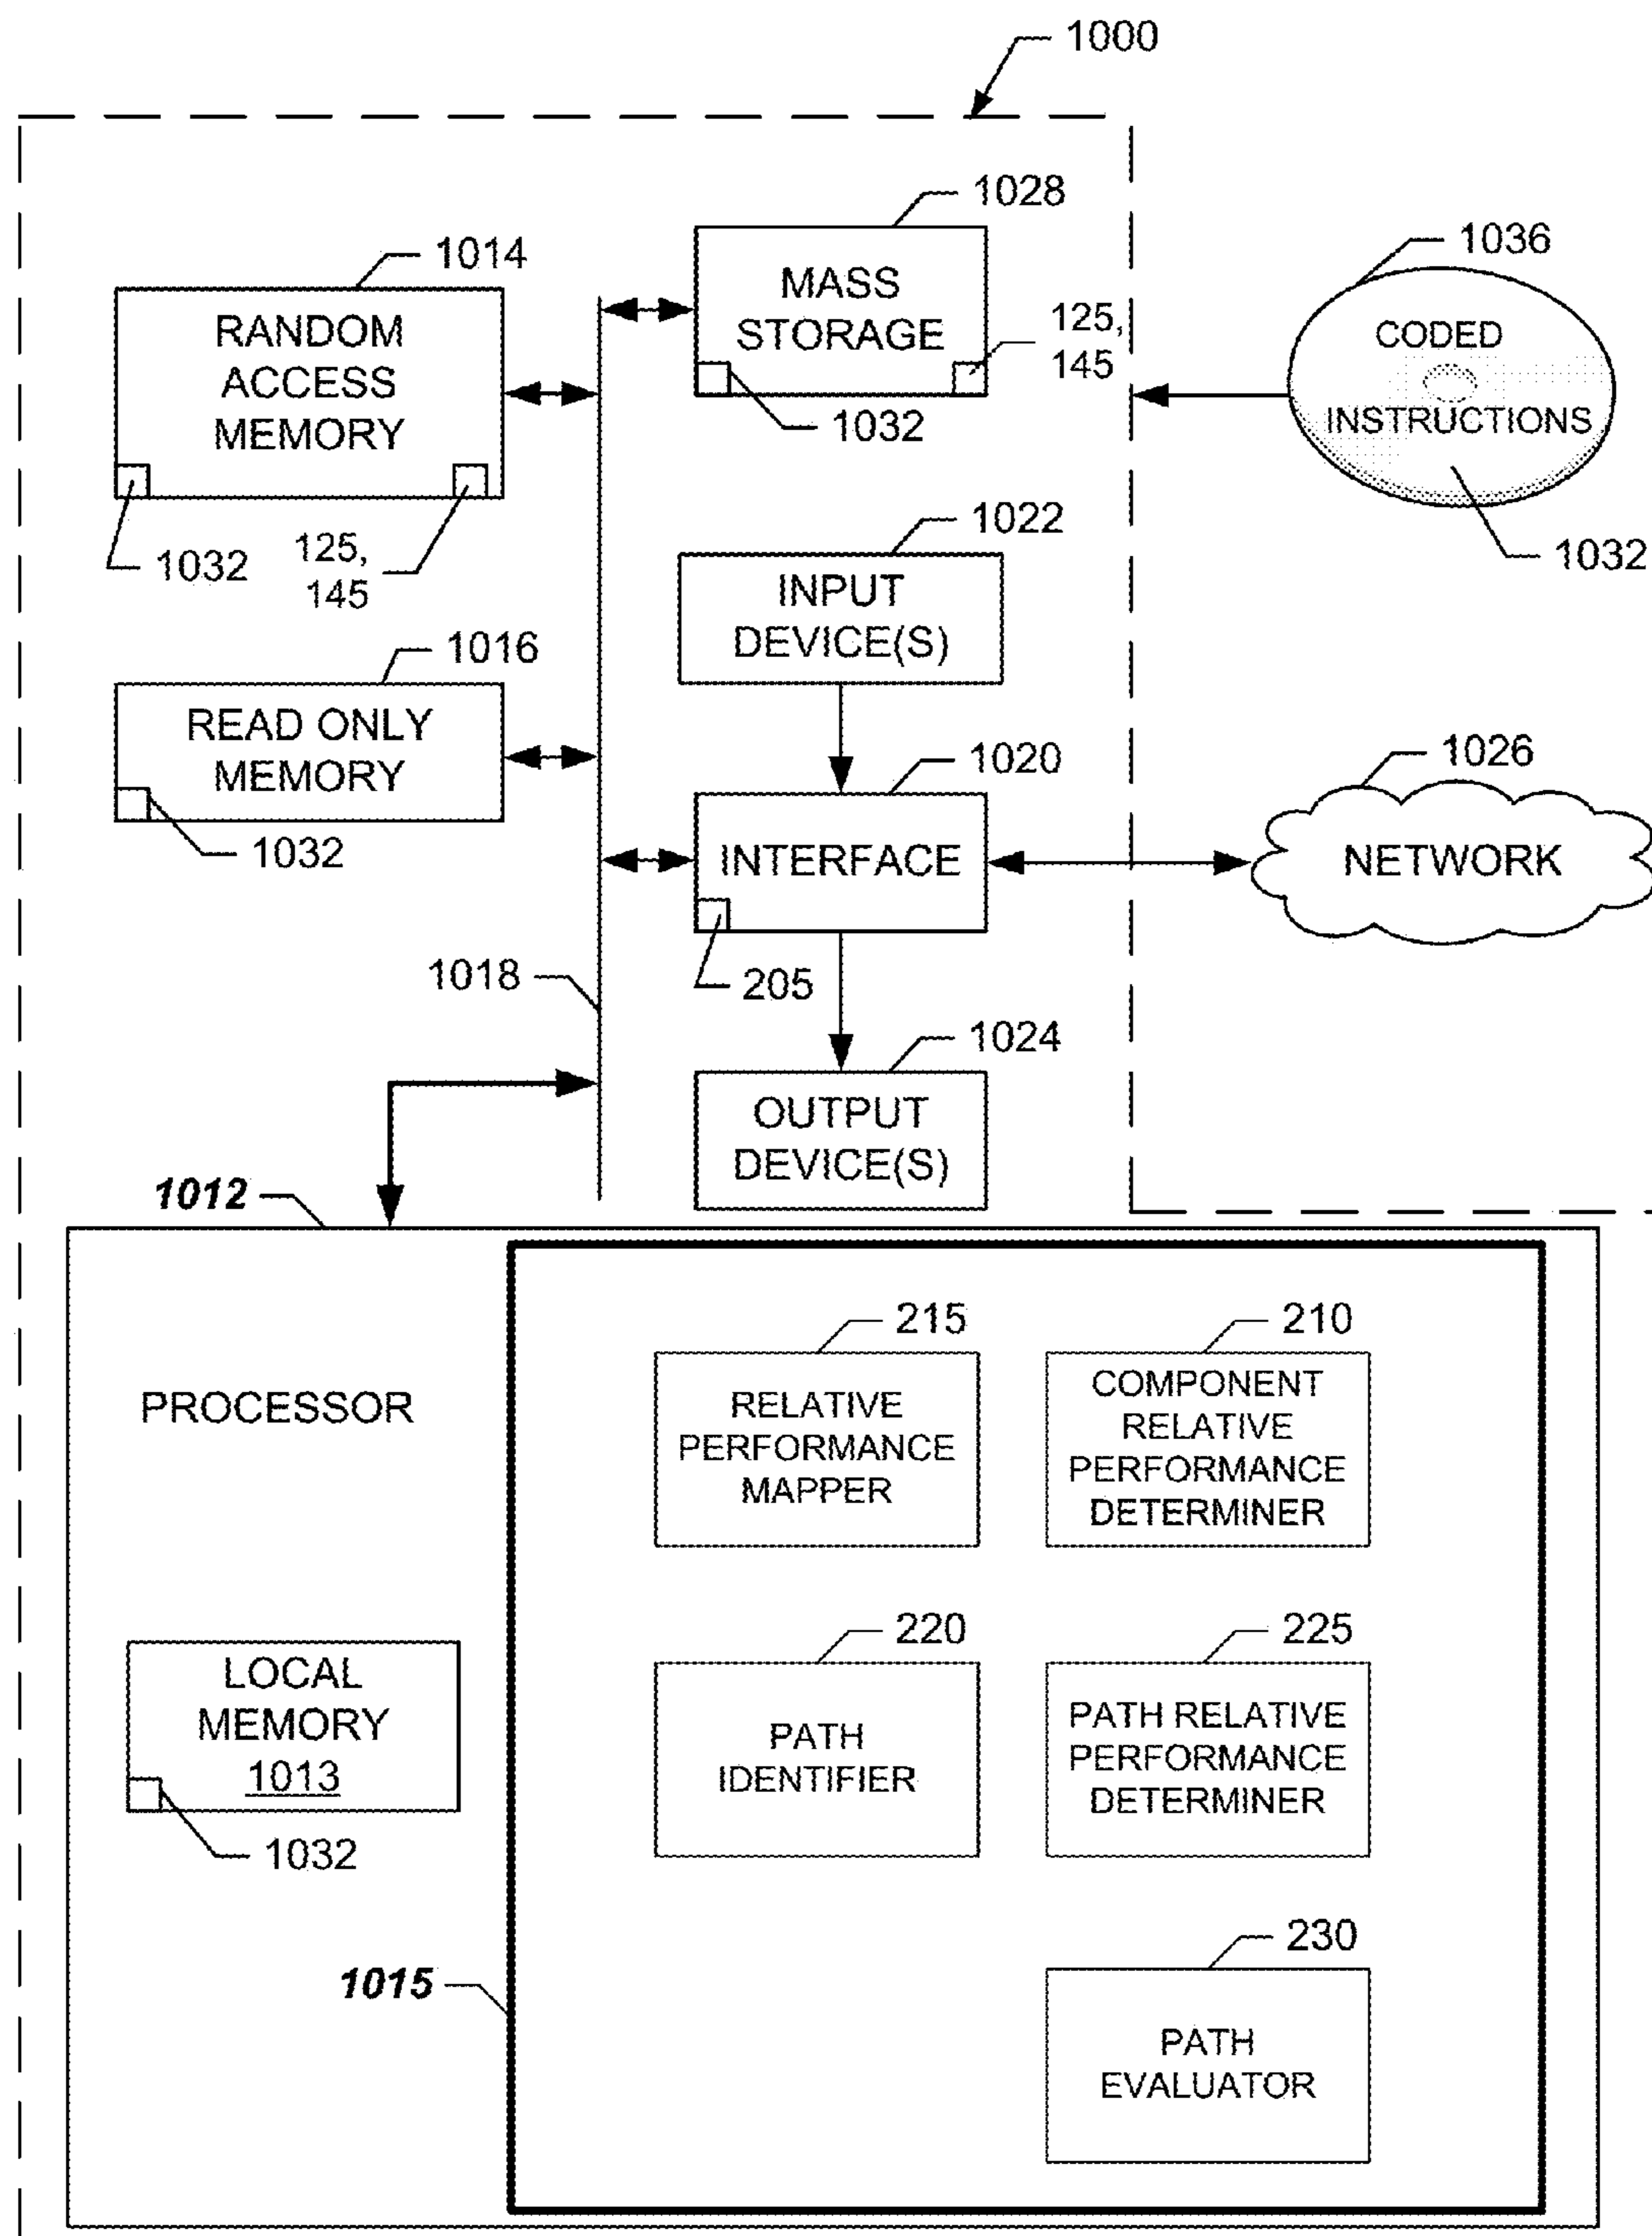 1000
1028
MASS
STORAGE
125,
145
1032
1014
RANDOM
ACCESS
MEMORY
1032
125,
145
1036
CODED
INSTRUCTIONS
1032
1022
INPUT
DEVICE(S)
1016
READ ONLY
MEMORY
1032
1020
INTERFACE
205
1026
NETWORK
1018
1024
OUTPUT
DEVICE(S)
1012
PROCESSOR
215
RELATIVE
PERFORMANCE
MAPPER
210
COMPONENT
RELATIVE
PERFORMANCE
DETERMINER
LOCAL
MEMORY
1013
1032
220
PATH
IDENTIFIER
225
PATH RELATIVE
PERFORMANCE
DETERMINER
1015
230
PATH
EVALUATOR